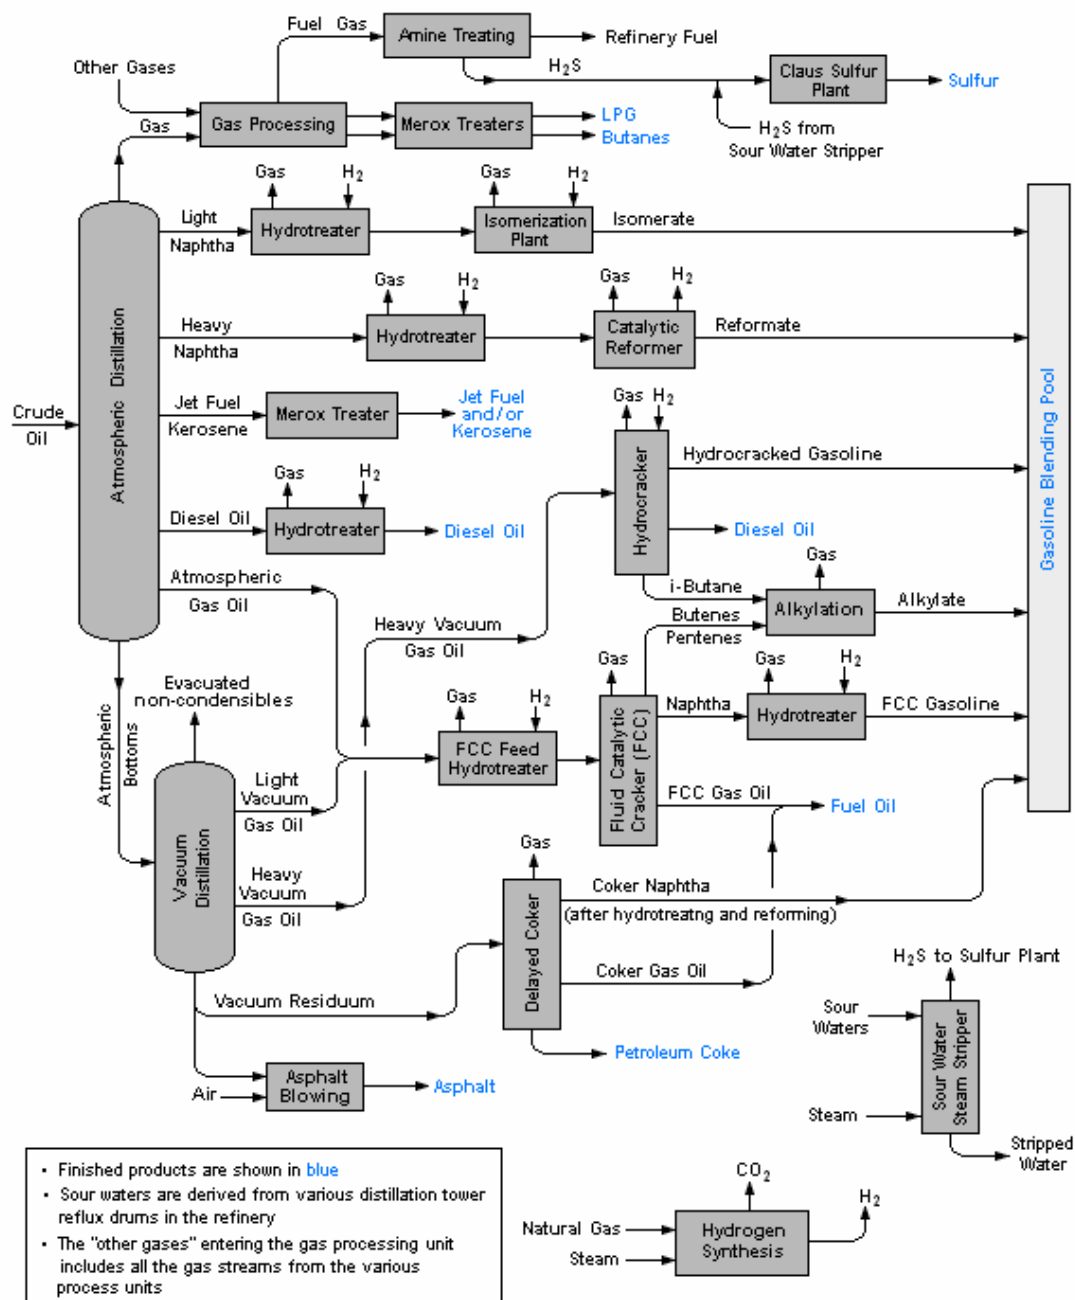 Fuel Gas
Amine Treating
Refinery Fuel
Other Gases
H2S
Claus Sulfur
Plant
Sulfur
Gas
Gas Processing
Merox Treaters
LPG
Butanes
H2S from
Sour Water Stripper
Gas
H2
Gas
H2
Light
Naphtha
Hydrotreater
Isomerization
Plant
Isomerate
Gas
H2
Gas
H2
Heavy
Naphtha
Hydrotreater
Catalytic
Reformer
Reformate
Atmospheric Distillation
Gasoline Blending Pool
Crude
Oil
Jet Fuel
Kerosene
Merox Treater
Jet Fuel
and/or
Kerosene
Gas
H2
Hydrocracker
Hydrocracked Gasoline
Gas
H2
Diesel Oil
Hydrotreater
Diesel Oil
Diesel Oil
Atmospheric
Gas Oil
i-Butane
Gas
Butenes
Pentenes
Alkylation
Alkylate
Heavy Vacuum
Gas Oil
Atmospheric
Bottoms
Evacuated
non-condensibles
Gas
H2
FCC Feed
Hydrotreater
Gas
Fluid Catalytic
Cracker (FCC)
Naphtha
Gas
H2
Hydrotreater
FCC Gasoline
Light
Vacuum
Gas Oil
FCC Gas Oil
Fuel Oil
Vacuum
Distillation
Heavy
Vacuum
Gas Oil
Gas
Delayed Coker
Coker Naphtha
(after hydrotreatng and reforming)
Coker Gas Oil
Vacuum Residuum
Petroleum Coke
H2S to Sulfur Plant
Sour
Waters
Sour Water
Steam Stripper
Steam
Stripped
Water
Air
Asphalt
Blowing
Asphalt
• Finished products are shown in blue
• Sour waters are derived from various distillation tower
reflux drums in the refinery
• The "other gases" entering the gas processing unit
includes all the gas streams from the various
process units
CO2
H2
Natural Gas
Steam
Hydrogen
Synthesis